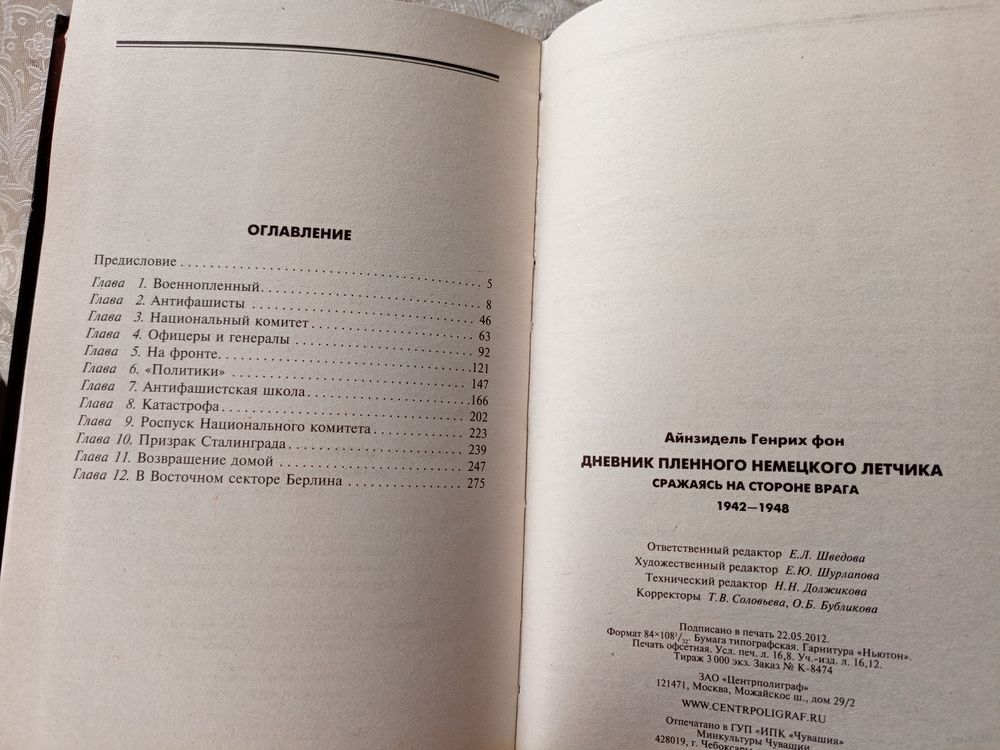 ОГЛАВЛЕНИЕ
Предисловие . . . . . . . . . . 5
Глава 1. Военнопленный . . . . . . . . . . 8
Глава 2. Антифашисты . . . . . . . . . . 46
Глава 3. Национальный комитет . . . . . . . . . . 63
Глава 4. Офицеры и генералы . . . . . . . . . . 92
Глава 5. На фронте . . . . . . . . . . 121
Глава 6. «Политики» . . . . . . . . . . 147
Глава 7. Антифашистская школа . . . . . . . . . . 166
Глава 8. Катастрофа . . . . . . . . . . 202
Глава 9. Роспуск Национального комитета . . . . . . . . . . 223
Глава 10. Призрак Сталинграда . . . . . . . . . . 239
Глава 11. Возвращение домой . . . . . . . . . . 247
Глава 12. В Восточном секторе Берлина . . . . . . . . . . 275
Айнзидель Генрих фон
ДНЕВНИК ПЛЕННОГО НЕМЕЦКОГО ЛЕТЧИКА
СРАЖАЯСЬ НА СТОРОНЕ ВРАГА
1942—1948
Ответственный редактор Е.Л. Шведова
Художественный редактор Е.Ю. Шурлапова
Технический редактор Н.Н. Должикова
Корректоры Т.В. Соловьева, О.Б. Бубликова
Подписано в печать 22.05.2012.
Формат 84×108 1/32. Бумага типографская. Гарнитура «Ньютон».
Печать офсетная. Усл. печ. л. 16,8. Уч.-изд. л. 16,12.
Тираж 3 000 экз. Заказ № К-8474
ЗАО «Центрполиграф»
121471, Москва, Можайское ш., дом 29/2
WWW.CENTRPOLIGRAF.RU
Отпечатано в ГУП «ИПК «Чувашия»
Минкультуры Чувашии
428019, г. Чебоксары